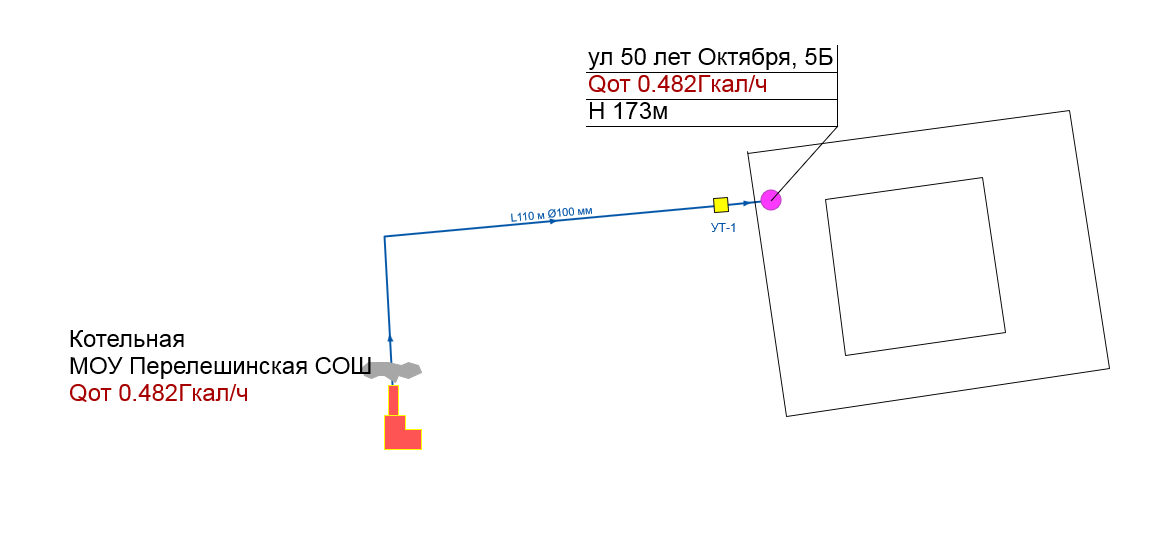 ул 50 лет Октября, 5Б
Qот 0.482Гкал/ч
Н 173м
L110 м Ø100 мм
УТ-1
Котельная
МОУ Перелешинская СОШ
Qот 0.482Гкал/ч